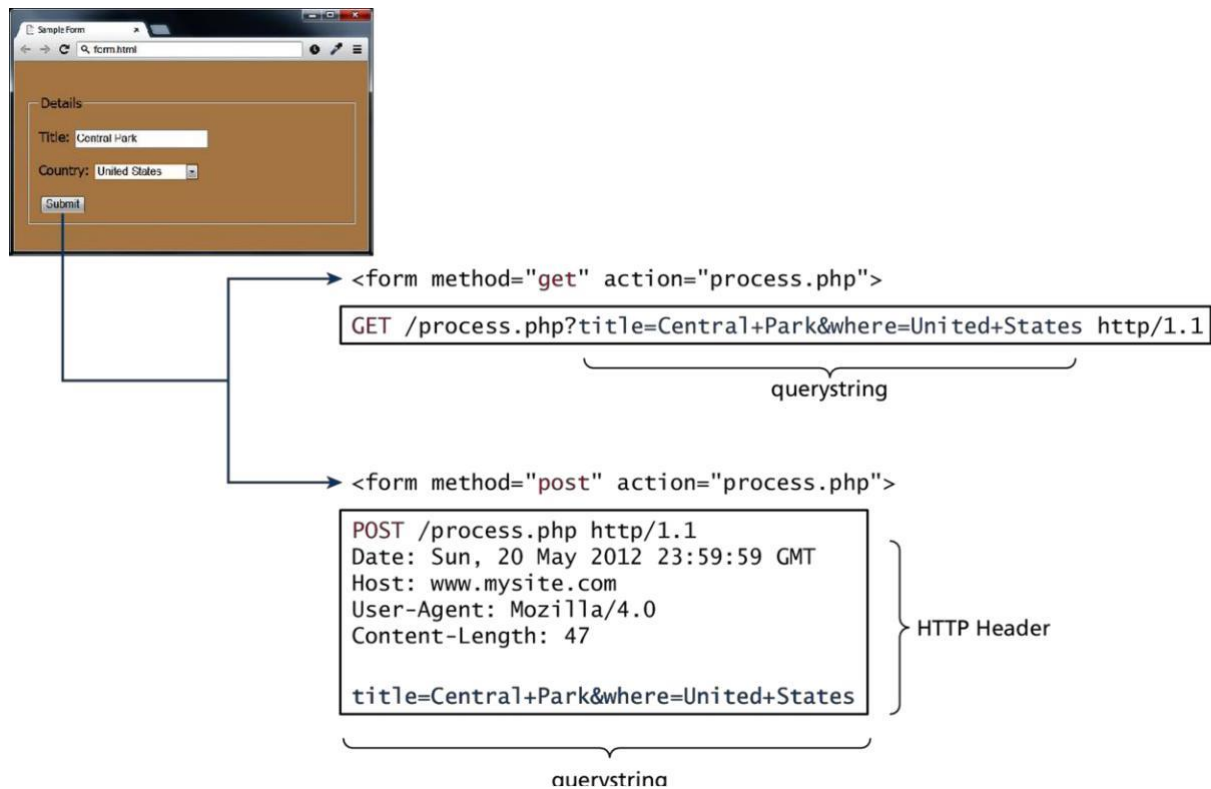 Sample Form
form.html
Details
Title: Central Park
Country: United States
Submit
<form method="get" action="process.php">
GET /process.php?title=Central+Park&where=United+States http/1.1
querystring
<form method="post" action="process.php">
POST /process.php http/1.1
Date: Sun, 20 May 2012 23:59:59 GMT
Host: www.mysite.com
User-Agent: Mozilla/4.0
Content-Length: 47
HTTP Header
title=Central+Park&where=United+States
querystring